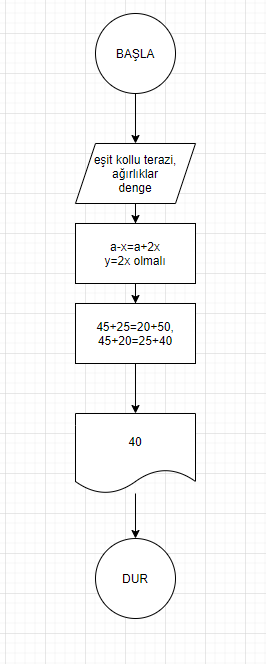 BAŞLA
eşit kollu terazi,
ağırlıklar
denge
a-x=a+2x
y=2x olmalı
45+25=20+50,
45+20=25+40
40
DUR